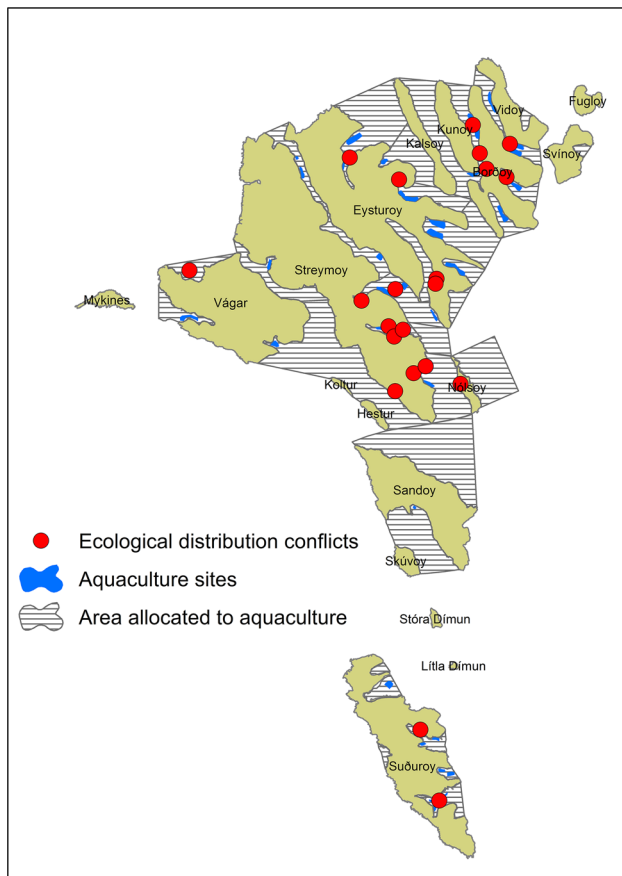 Fugloy
Viðoy
Kunoy
Kalsoy
Svínoy
Borðoy
Eysturoy
Streymoy
Mykines
Vágar
Koltur
Nólsoy
Hestur
Sandoy
Ecological distribution conflicts
Aquaculture sites
Skúvoy
Area allocated to aquaculture
Stóra Dímun
Lítla Dímun
Suðuroy